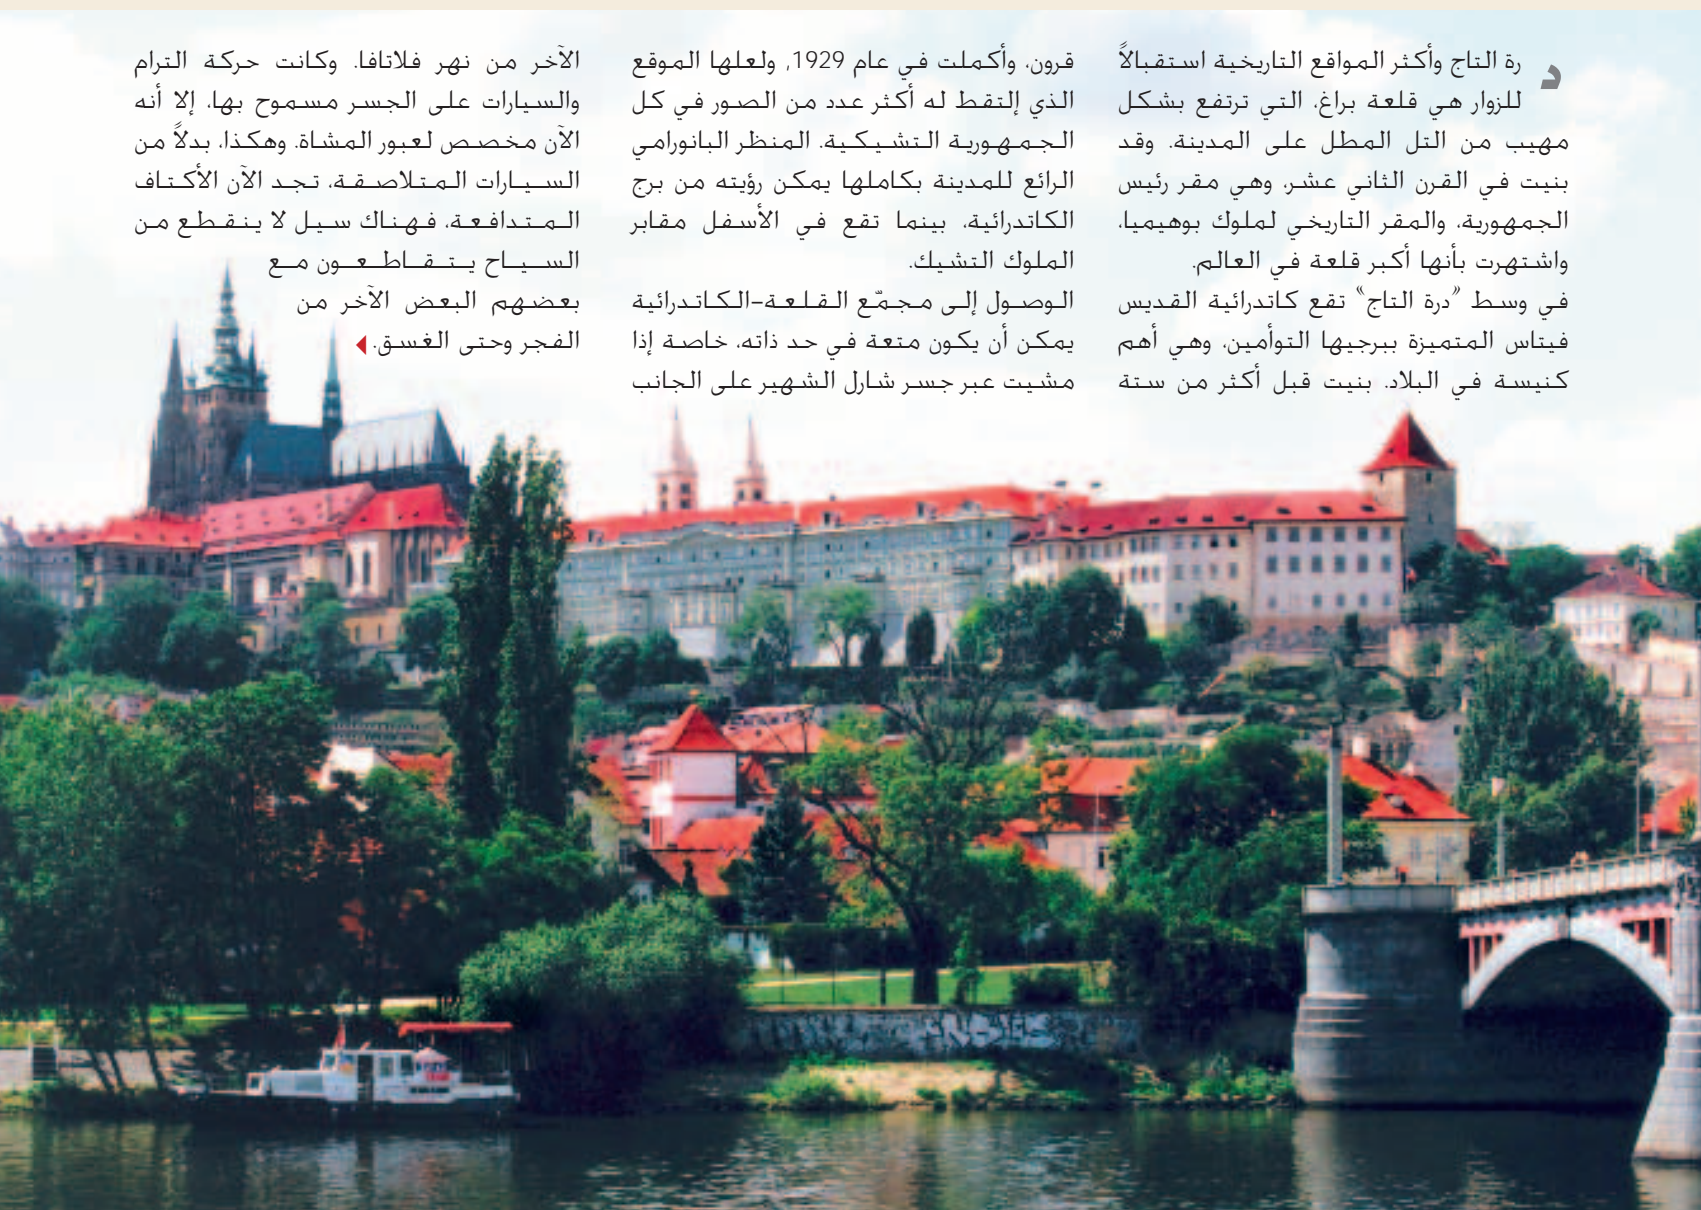 درة التاج وأكثر المواقع التاريخية استقبالاً
للزوار هي قلعة براغ، التي ترتفع بشكل
مهيب من التل المطل على المدينة. وقد
بنيت في القرن الثاني عشر، وهي مقر رئيس
الجمهورية، والمقر التاريخي لملوك بوهيميا،
واشتهرت بأنها أكبر قلعة في العالم.
في وسط "درة التاج" تقع كاتدرائية القديس
فيتاس المتميزة ببرجيها التوأمين، وهي أهم
كنيسة في البلاد. بنيت قبل أكثر من ستة
قرون، وأكملت في عام 1929, ولعلها الموقع
الذي إلتقط له أكثر عدد من الصور في كل
الجمهورية التشيكية. المنظر البانورامي
الرائع للمدينة بكاملها يمكن رؤيته من برج
الكاتدرائية، بينما تقع في الأسفل مقابر
الملوك التشيك.
الوصول إلى مجمّع القلعة-الكاتدرائية
يمكن أن يكون متعة في حد ذاته، خاصة إذا
مشيت عبر جسر شارل الشهير على الجانب
الآخر من نهر فلاتافا. وكانت حركة الترام
والسيارات على الجسر مسموح بها، إلا أنه
الآن مخصص لعبور المشاة. وهكذا، بدلاً من
السيارات المتلاصقة، تجد الآن الأكتاف
المتدافعة، فهناك سيل لا ينقطع من
السياح يتقاطعون مع
بعضهم البعض الآخر من
الفجر وحتى الغسق.